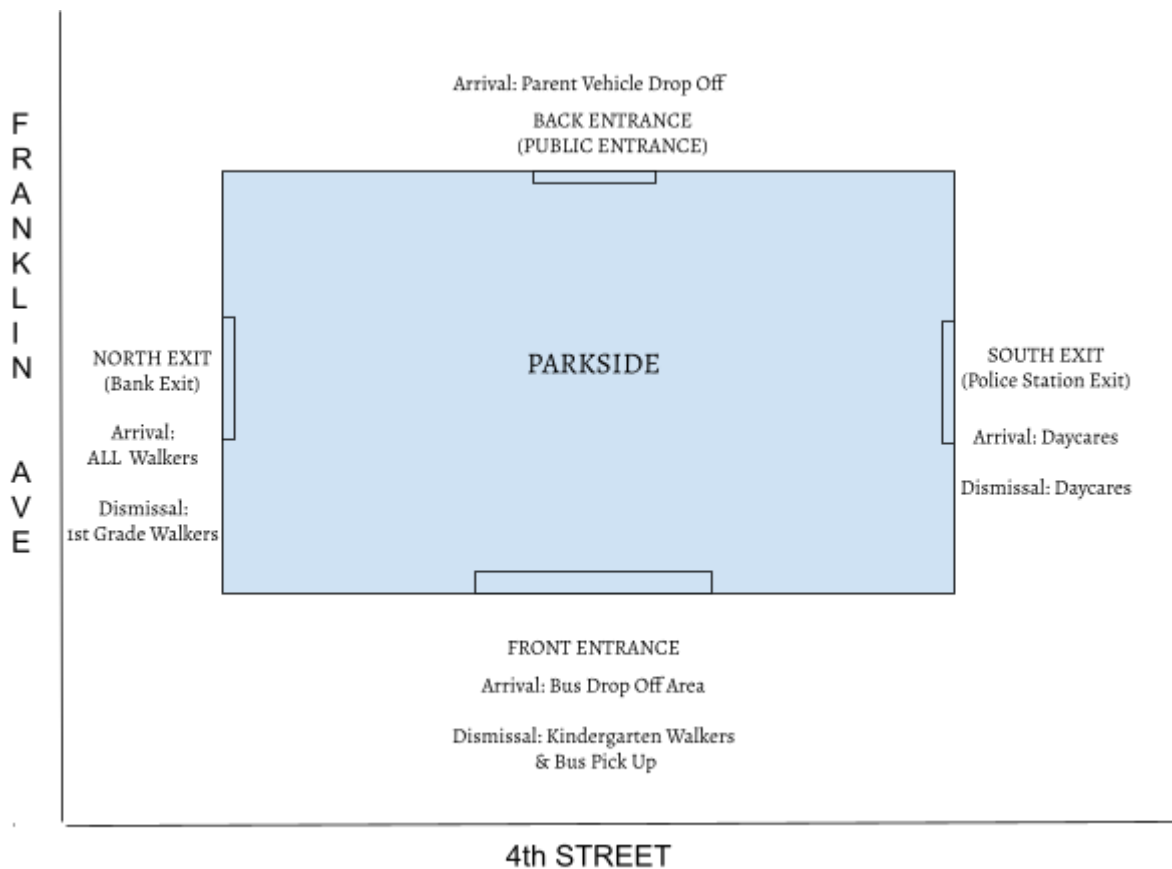 FRANKLIN AVE
Arrival: Parent Vehicle Drop Off
BACK ENTRANCE
(PUBLIC ENTRANCE)
NORTH EXIT
(Bank Exit)
Arrival:
ALL Walkers
Dismissal:
1st Grade Walkers
PARKSIDE
SOUTH EXIT
(Police Station Exit)
Arrival: Daycares
Dismissal: Daycares
FRONT ENTRANCE
Arrival: Bus Drop Off Area
Dismissal: Kindergarten Walkers
& Bus Pick Up
4th STREET